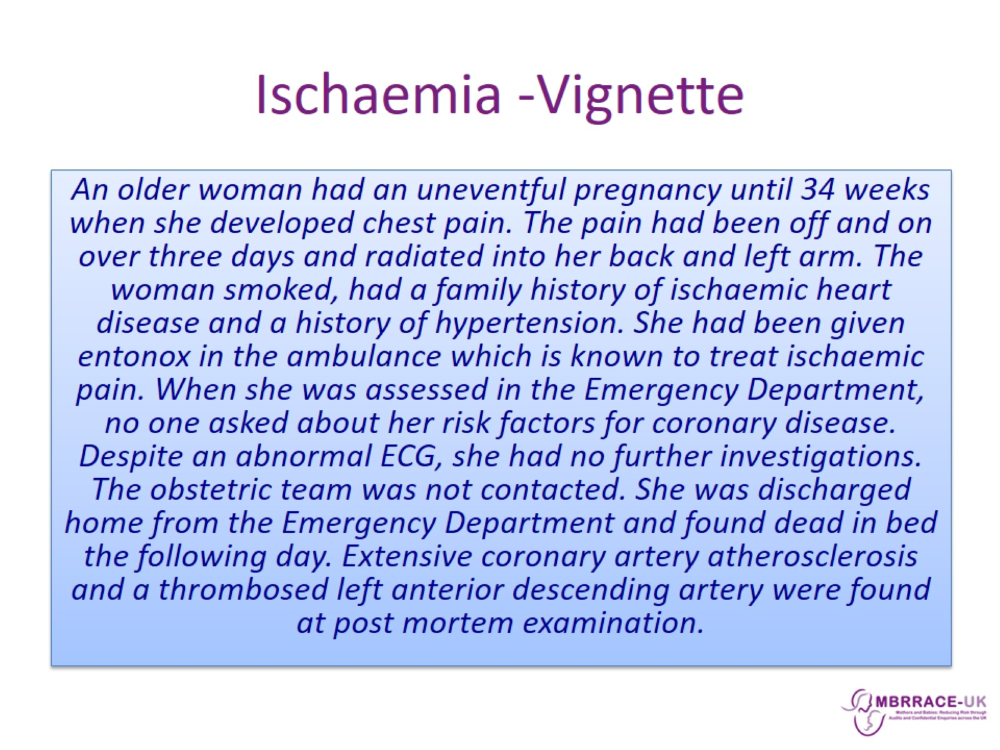 Ischaemia -Vignette
An older woman had an uneventful pregnancy until 34 weeks
when she developed chest pain. The pain had been off and on
over three days and radiated into her back and left arm. The
woman smoked, had a family history of ischaemic heart
disease and a history of hypertension. She had been given
entonox in the ambulance which is known to treat ischaemic
pain. When she was assessed in the Emergency Department,
no one asked about her risk factors for coronary disease.
Despite an abnormal ECG, she had no further investigations.
The obstetric team was not contacted. She was discharged
home from the Emergency Department and found dead in bed
the following day. Extensive coronary artery atherosclerosis
and a thrombosed left anterior descending artery were found
at post mortem examination.
MBRRACE-UK
Mothers and Babies: Reducing Risk through
Audits and Confidential Enquiries across the UK